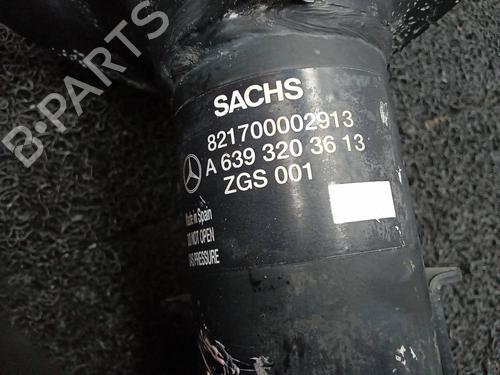 SACHS
821700002913
A 639 320 36 13
ZGS 001
Made in Spain
DO NOT OPEN
GAS PRESSURE
B-PARTS